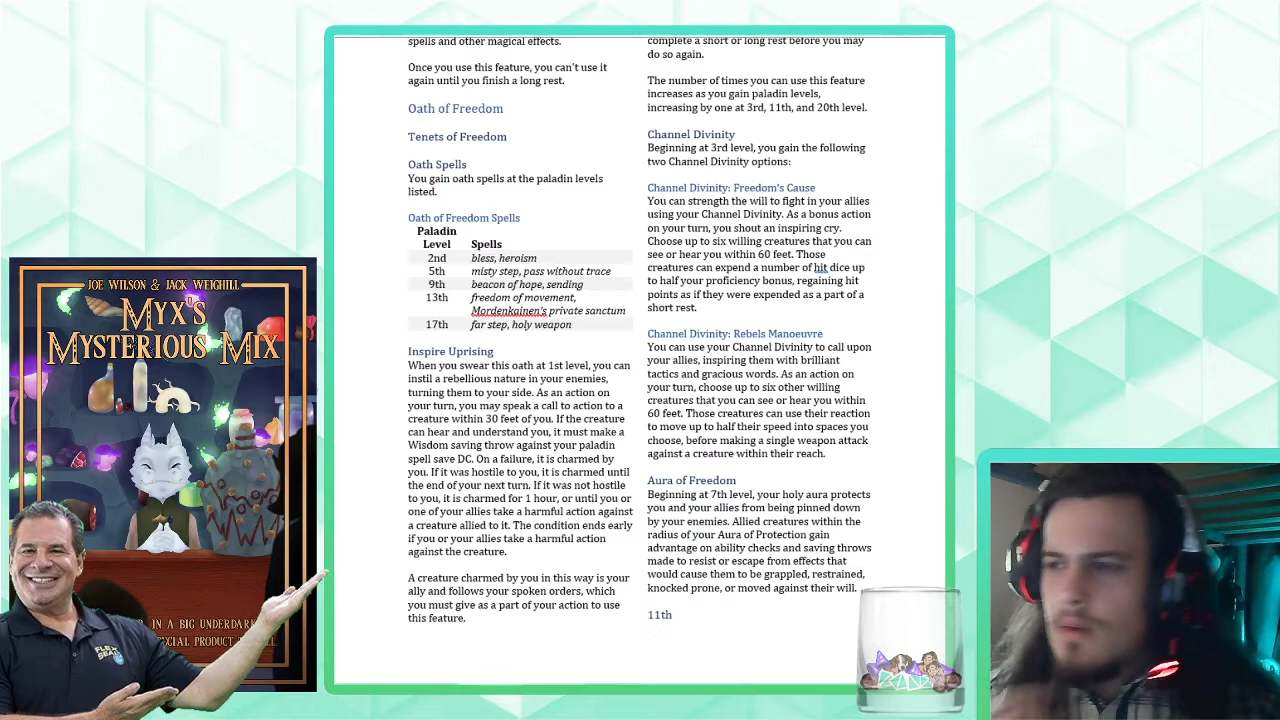 JOE WILSON & JACK WEIGHILL
MYX'S
MYSTERIOUS MIX
IN A BIG UNDERDARK
PRODUCT
FLEX
SEAL
spells and other magical effects.
Once you use this feature, you can't use it
again until you finish a long rest.
Oath of Freedom
Tenets of Freedom
Oath Spells
You gain oath spells at the paladin levels
listed.
Oath of Freedom Spells
Paladin
Level Spells
2nd bless, heroism
5th misty step, pass without trace
9th beacon of hope, sending
13th freedom of movement,
Mordenkainen's private sanctum
17th far step, holy weapon
Inspire Uprising
When you swear this oath at 1st level, you can
instil a rebellious nature in your enemies,
turning them to your side. As an action on
your turn, you may speak a call to action to a
creature within 30 feet of you. If the creature
can hear and understand you, it must make a
Wisdom saving throw against your paladin
spell save DC. On a failure, it is charmed by
you. If it was hostile to you, it is charmed until
the end of your next turn. If it was not hostile
to you, it is charmed for 1 hour, or until you or
one of your allies take a harmful action against
a creature allied to it. The condition ends early
if you or your allies take a harmful action
against the creature.
A creature charmed by you in this way is your
ally and follows your spoken orders, which
you must give as a part of your action to use
this feature.
complete a short or long rest before you may
do so again.
The number of times you can use this feature
increases as you gain paladin levels,
increasing by one at 3rd, 11th, and 20th level.
Channel Divinity
Beginning at 3rd level, you gain the following
two Channel Divinity options:
Channel Divinity: Freedom's Cause
You can strength the will to fight in your allies
using your Channel Divinity. As a bonus action
on your turn, you shout an inspiring cry.
Choose up to six willing creatures that you can
see or hear you within 60 feet. Those
creatures can expend a number of hit dice up
to half your proficiency bonus, regaining hit
points as if they were expended as a part of a
short rest.
Channel Divinity: Rebels Manoeuvre
You can use your Channel Divinity to call upon
your allies, inspiring them with brilliant
tactics and gracious words. As an action on
your turn, choose up to six other willing
creatures that you can see or hear you within
60 feet. Those creatures can use their reaction
to move up to half their speed into spaces you
choose, before making a single weapon attack
against a creature within their reach.
Aura of Freedom
Beginning at 7th level, your holy aura protects
you and your allies from being pinned down
by your enemies. Allied creatures within the
radius of your Aura of Protection gain
advantage on ability checks and saving throws
made to resist or escape from effects that
would cause them to be grappled, restrained,
knocked prone, or moved against their will.
11th